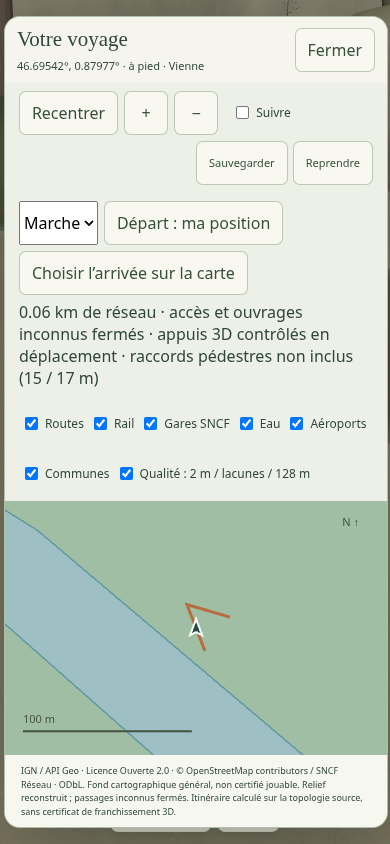 Votre voyage
Fermer
46.69542°, 0.87977° · à pied · Vienne
Recentrer + − Suivre
Sauvegarder Reprendre
Marche Départ : ma position
Choisir l’arrivée sur la carte
0.06 km de réseau · accès et ouvrages
inconnus fermés · appuis 3D contrôlés en
déplacement · raccords pédestres non inclus
(15 / 17 m)
Routes Rail Gares SNCF Eau Aéroports
Communes Qualité : 2 m / lacunes / 128 m
N ↑
100 m
IGN / API Geo · Licence Ouverte 2.0 · © OpenStreetMap contributors / SNCF
Réseau · ODbL. Fond cartographique général, non certifié jouable. Relief
reconstruit ; passages inconnus fermés. Itinéraire calculé sur la topologie source,
sans certificat de franchissement 3D.